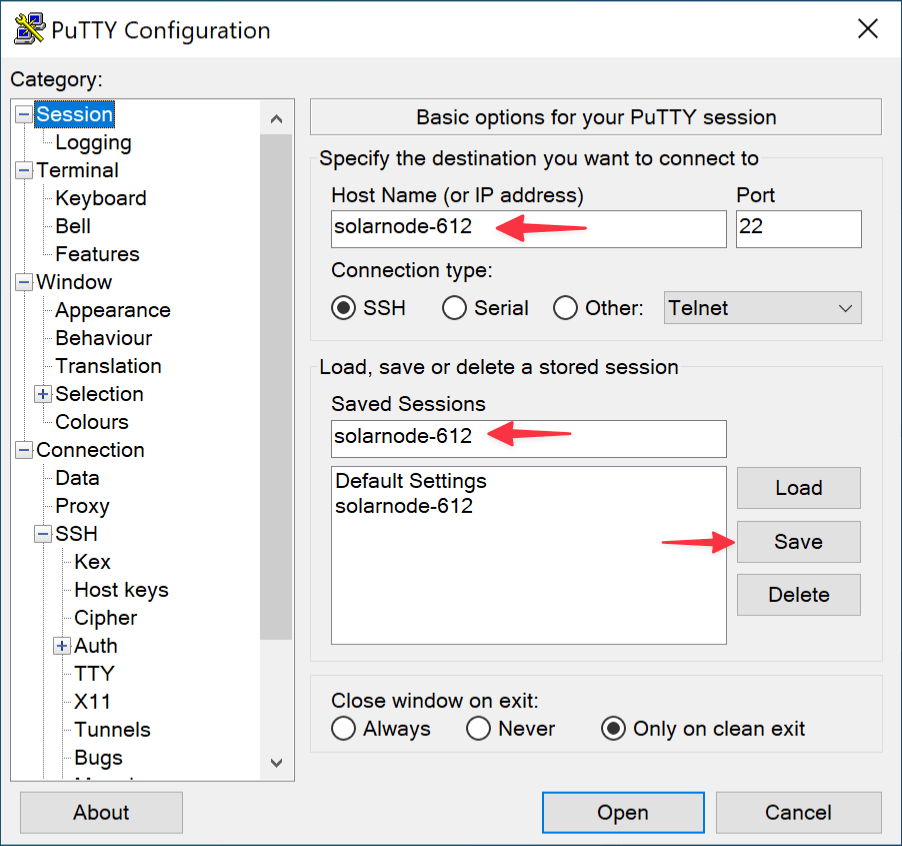 PuTTY Configuration
Category:
Session
Logging
Terminal
Keyboard
Bell
Features
Window
Appearance
Behaviour
Translation
Selection
Colours
Connection
Data
Proxy
SSH
Kex
Host keys
Cipher
Auth
TTY
X11
Tunnels
Bugs
Basic options for your PuTTY session
Specify the destination you want to connect to
Host Name (or IP address) Port
solarnode-612 22
Connection type:
SSH Serial Other: Telnet
Load, save or delete a stored session
Saved Sessions
solarnode-612
Default Settings
solarnode-612
Load
Save
Delete
Close window on exit:
Always Never Only on clean exit
About Open Cancel